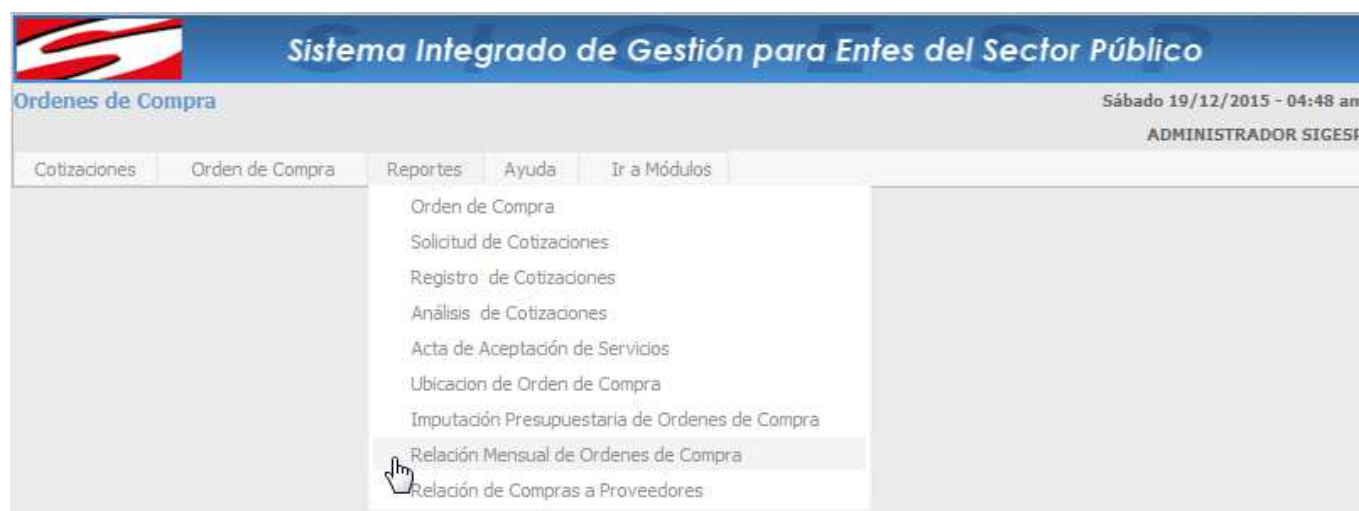 Sistema Integrado de Gestión para Entes del Sector Público
S I G E S P
Ordenes de Compra
Sábado 19/12/2015 - 04:48 am
ADMINISTRADOR SIGESP
Cotizaciones Orden de Compra Reportes Ayuda Ir a Módulos
Orden de Compra
Solicitud de Cotizaciones
Registro de Cotizaciones
Análisis de Cotizaciones
Acta de Aceptación de Servicios
Ubicacion de Orden de Compra
Imputación Presupuestaria de Ordenes de Compra
Relación Mensual de Ordenes de Compra
Relación de Compras a Proveedores